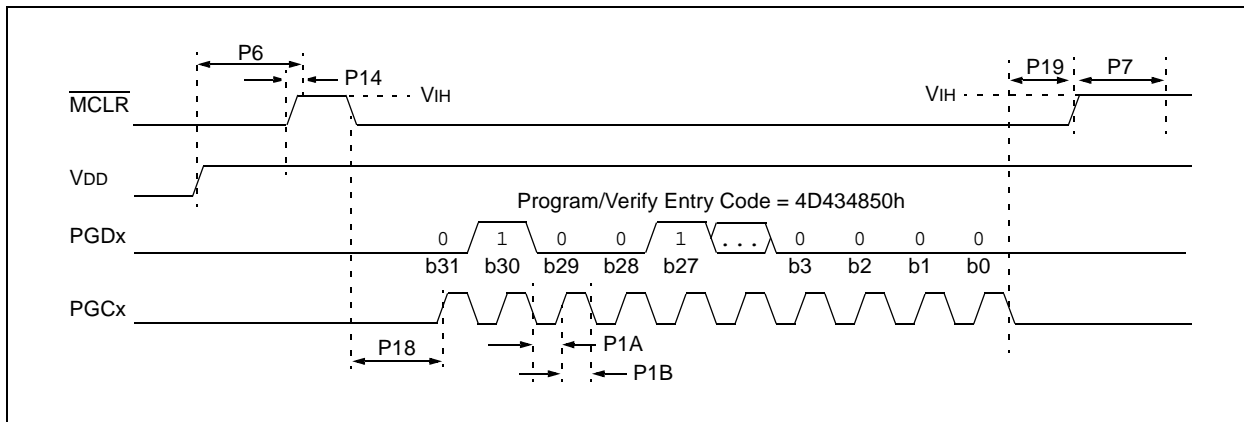 P6
P14
P19
P7
MCLR
VIH
VIH
VDD
Program/Verify Entry Code = 4D434850h
PGDx
0 1 0 0 1 ... 0 0 0 0
b31 b30 b29 b28 b27 b3 b2 b1 b0
PGCx
P18
P1A
P1B